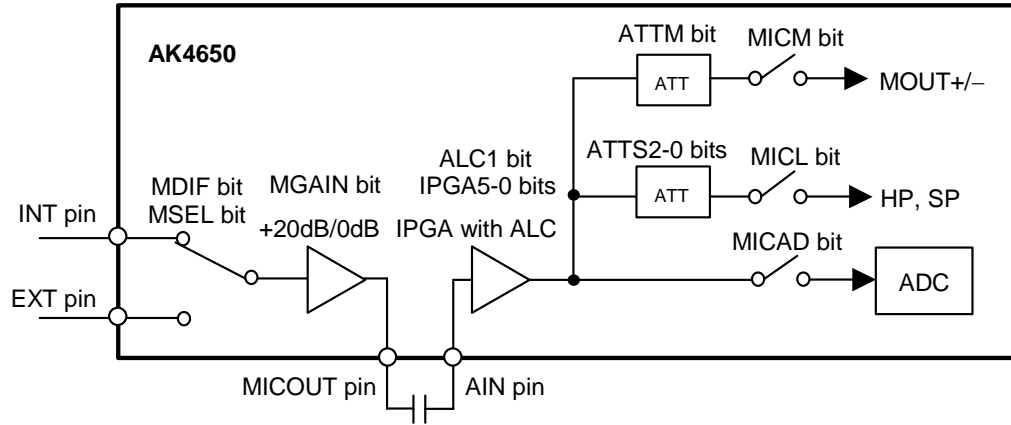 AK4650
ATTM bit
MICM bit
ATT
MOUT+/−
ATTS2-0 bits
MICL bit
ATT
HP, SP
ALC1 bit
IPGA5-0 bits
IPGA with ALC
MDIF bit
MSEL bit
MGAIN bit
+20dB/0dB
INT pin
EXT pin
MICAD bit
ADC
MICOUT pin
AIN pin